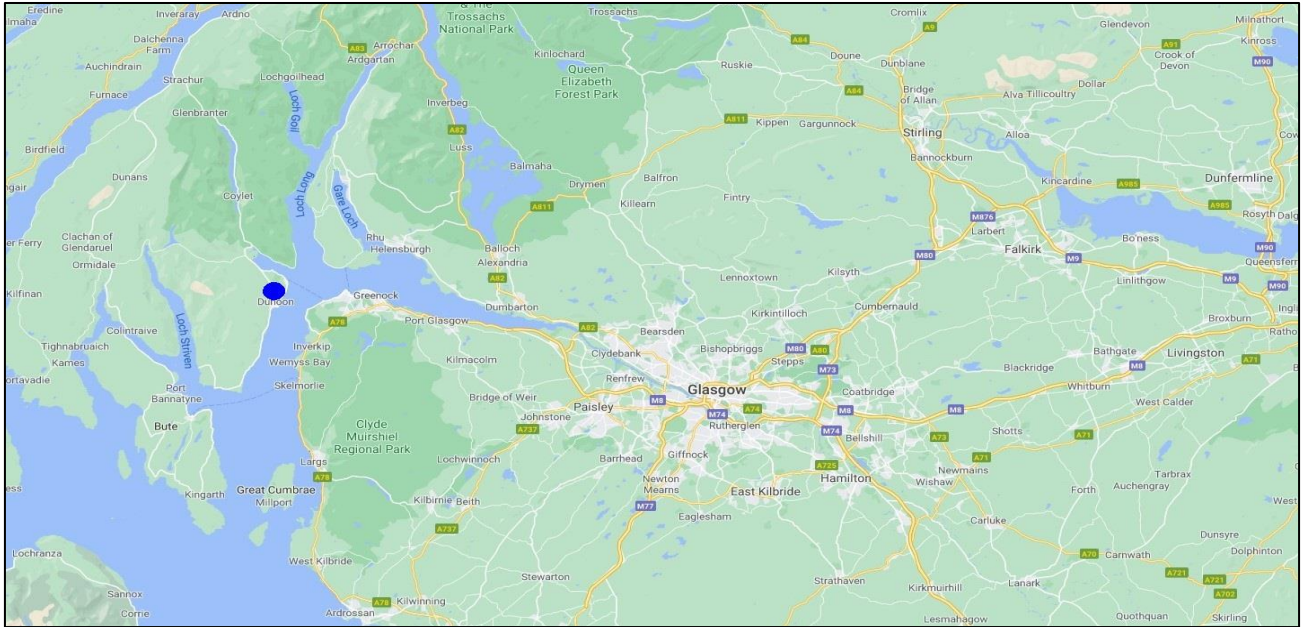 Eredine
Inveraray
Ardno
& The
Trossachs
National Park
Trossachs
Cromlix
A9
Glendevon
Milnathort
Dalchenna
Farm
A83
Arrochar
Ardgartan
Kinlochard
A84
Doune
Dunblane
A91
Crook of
Devon
Kinross
M90
Auchindrain
Strachur
Lochgoilhead
Queen
Elizabeth
Forest Park
Ruskie
Dollar
Furnace
Glenbranter
Loch Goil
Inverbeg
A84
Bridge
of Allan
Alva
Tillicoultry
A82
Luss
A811
Kippen
Gargunnock
Stirling
Alloa
Birdfield
Bannockburn
Dunans
Balmaha
Drymen
Balfron
Kincardine
A985
Dunfermline
Coylet
Loch Long
Gare Loch
A811
Killearn
Fintry
A985
Rosyth
M876
Larbert
Clachan of
Glendaruel
Rhu
Helensburgh
Balloch
Alexandria
Falkirk
Bo'ness
M90
M80
M9
Queensferry
Ormidale
A82
Lennoxtown
Kilsyth
Linlithgow
M9
M90
Kilfinan
Dunoon
Greenock
Dumbarton
Kirkintilloch
Cumbernauld
Broxburn
A78
Port Glasgow
A82
Bearsden
Colintraive
Loch Striven
Inverkip
Clydebank
Bishopbriggs
M80
A80
Bathgate
Livingston
Tighnabruaich
Kames
Wemyss Bay
Kilmacolm
Stepps
M73
Blackridge
M8
A71
Skelmorlie
Renfrew
Glasgow
Coatbridge
Whitburn
Port
Bannatyne
Bridge of Weir
M8
Paisley
Johnstone
M74
A74
M8
M8
West Calder
Bute
Clyde
Muirshiel
Regional Park
A737
Rutherglen
M74
Bellshill
A73
Shotts
A71
Giffnock
Largs
Lochwinnoch
Barrhead
A725
A71
Newmains
Tarbrax
A78
Newton
Mearns
Hamilton
Wishaw
Kingarth
Great Cumbrae
Millport
Kilbirnie
Beith
East Kilbride
Forth
Auchengray
M77
Eaglesham
Carluke
A737
Dunsyre
Lochranza
West Kilbride
A70
Carnwath
Dolphinton
Stewarton
Strathaven
Lanark
A721
A721
Sannox
Kirkmuirhill
A702
Corrie
A78
Kilwinning
Ardrossan
Lesmahagow
Quothquan
Skirling